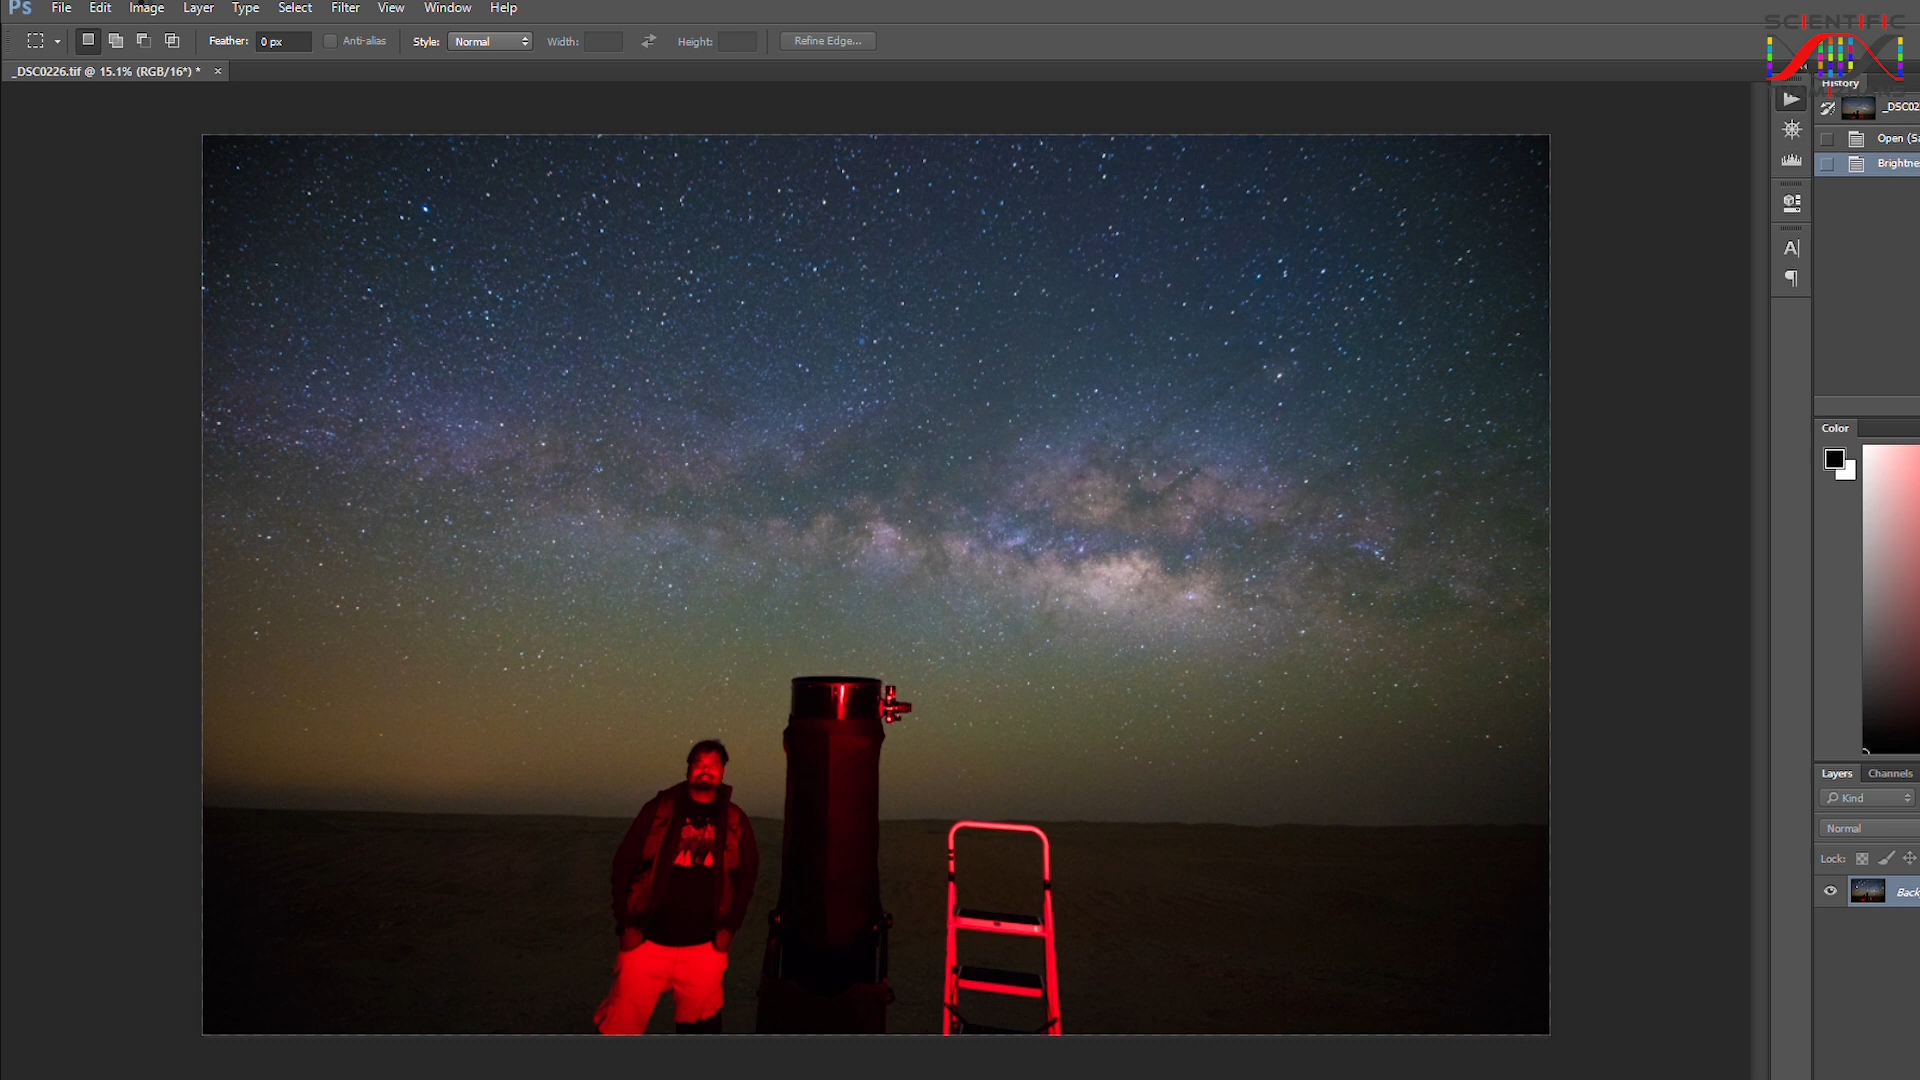 Ps File Edit Image Layer Type Select Filter View Window Help
Feather: 0 px Anti-alias Style: Normal Width: Height: Refine Edge...
SCIENTIFIC
_DSC0226.tif @ 15.1% (RGB/16*) * ×
History
_DSC02
Open (Sa
Brightne
A
Color
Layers Channels
Kind
Normal
Lock:
Back